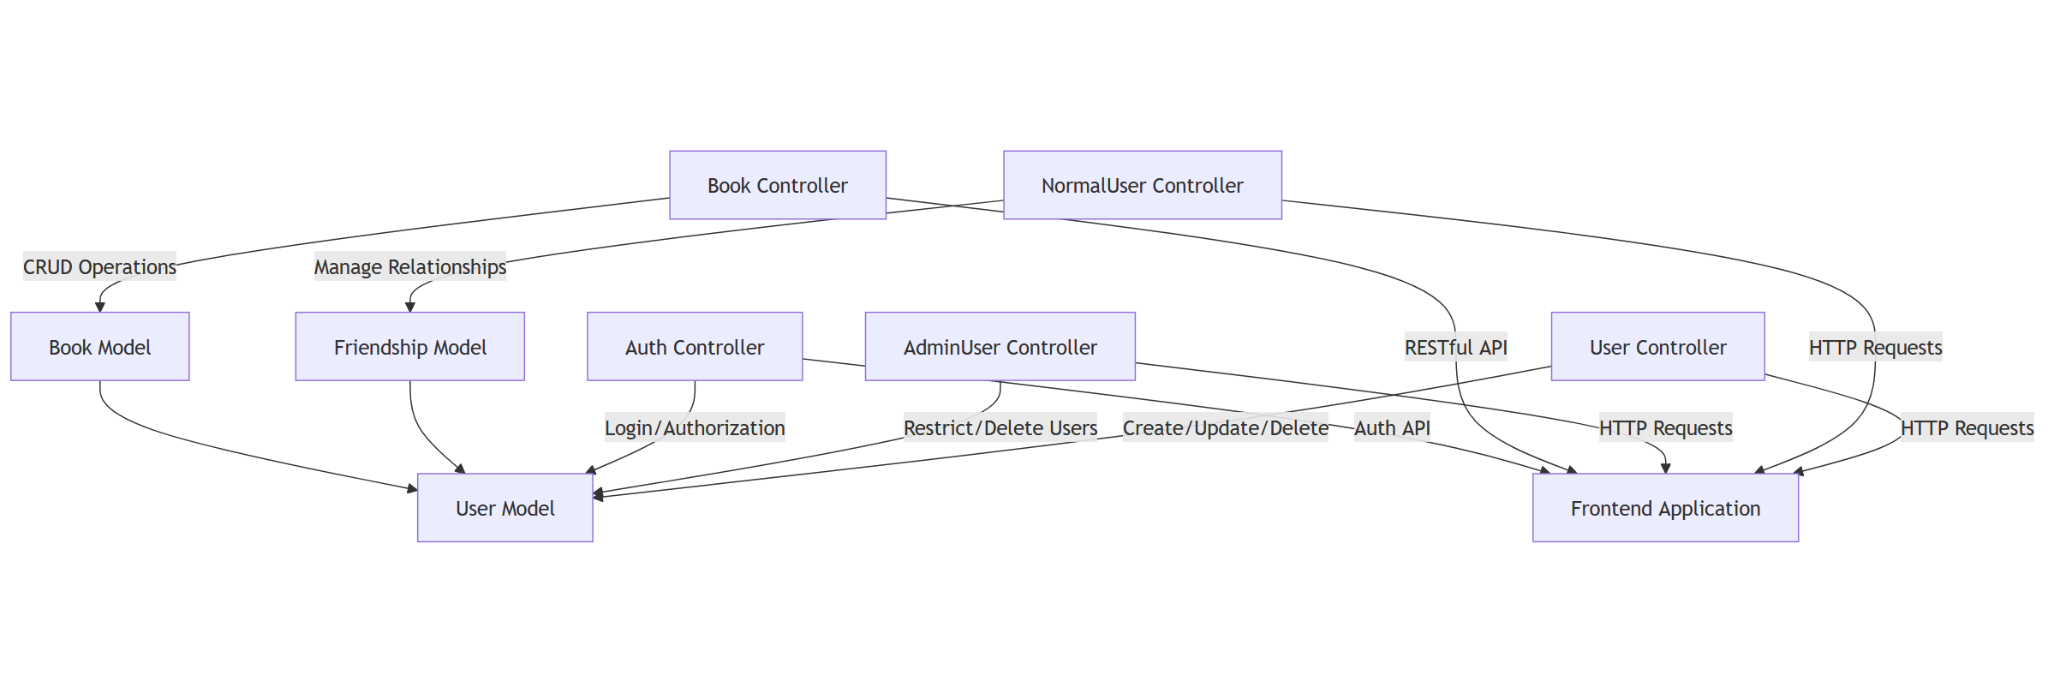 Book Controller
NormalUser Controller
CRUD Operations
Manage Relationships
Book Model
Friendship Model
Auth Controller
AdminUser Controller
RESTful API
User Controller
HTTP Requests
Login/Authorization
Restrict/Delete Users
Create/Update/Delete
Auth API
HTTP Requests
HTTP Requests
User Model
Frontend Application